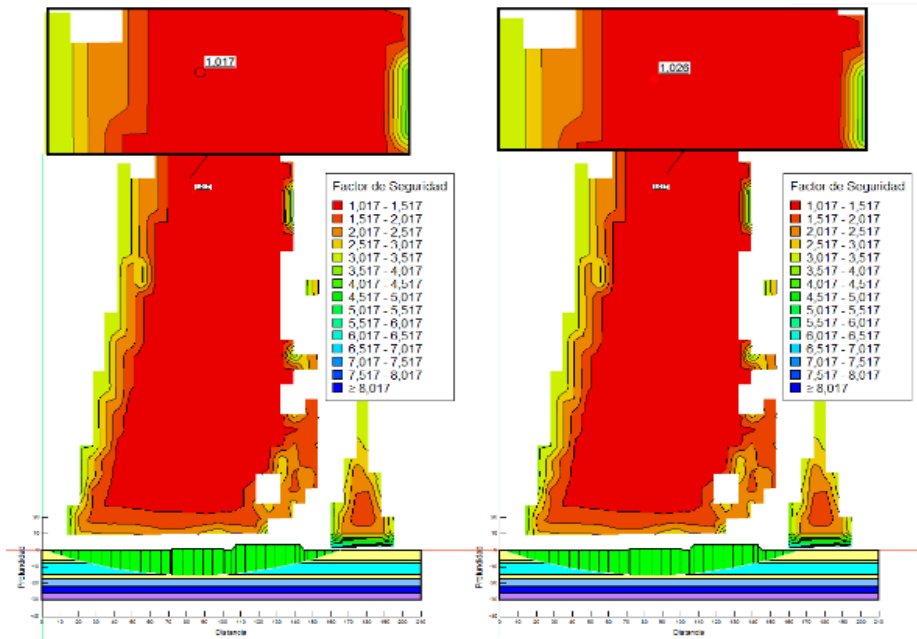 1,017
Factor de Seguridad
1,017 - 1,517
1,517 - 2,017
2,017 - 2,517
2,517 - 3,017
3,017 - 3,517
3,517 - 4,017
4,017 - 4,517
4,517 - 5,017
5,017 - 5,517
5,517 - 6,017
6,017 - 6,517
6,517 - 7,017
7,017 - 7,517
7,517 - 8,017
≥ 8,017
Profundidad
Distancia
1,026
Factor de Seguridad
1,017 - 1,517
1,517 - 2,017
2,017 - 2,517
2,517 - 3,017
3,017 - 3,517
3,517 - 4,017
4,017 - 4,517
4,517 - 5,017
5,017 - 5,517
5,517 - 6,017
6,017 - 6,517
6,517 - 7,017
7,017 - 7,517
7,517 - 8,017
≥ 8,017
Profundidad
Distancia